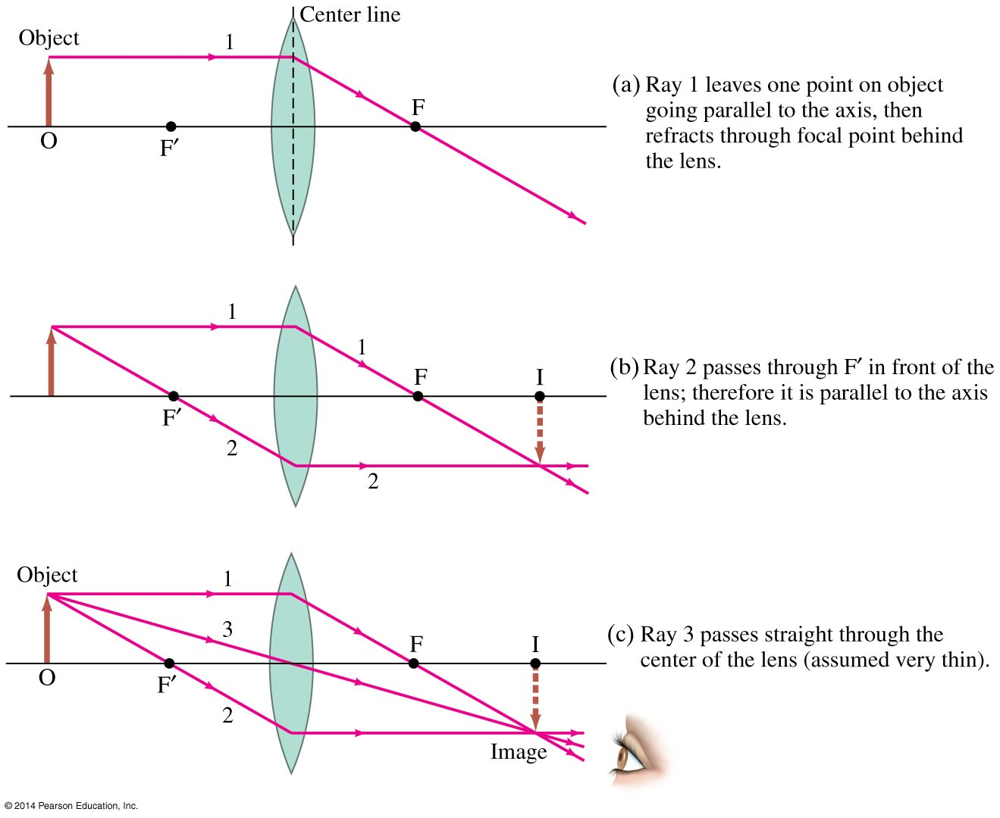 Center line
Object
1
(a) Ray 1 leaves one point on object
going parallel to the axis, then
refracts through focal point behind
the lens.
F
O
F′
1
1
(b) Ray 2 passes through F′ in front of the
lens; therefore it is parallel to the axis
behind the lens.
F
I
F′
2
2
Object
1
3
(c) Ray 3 passes straight through the
center of the lens (assumed very thin).
F
I
O
F′
2
Image
© 2014 Pearson Education, Inc.